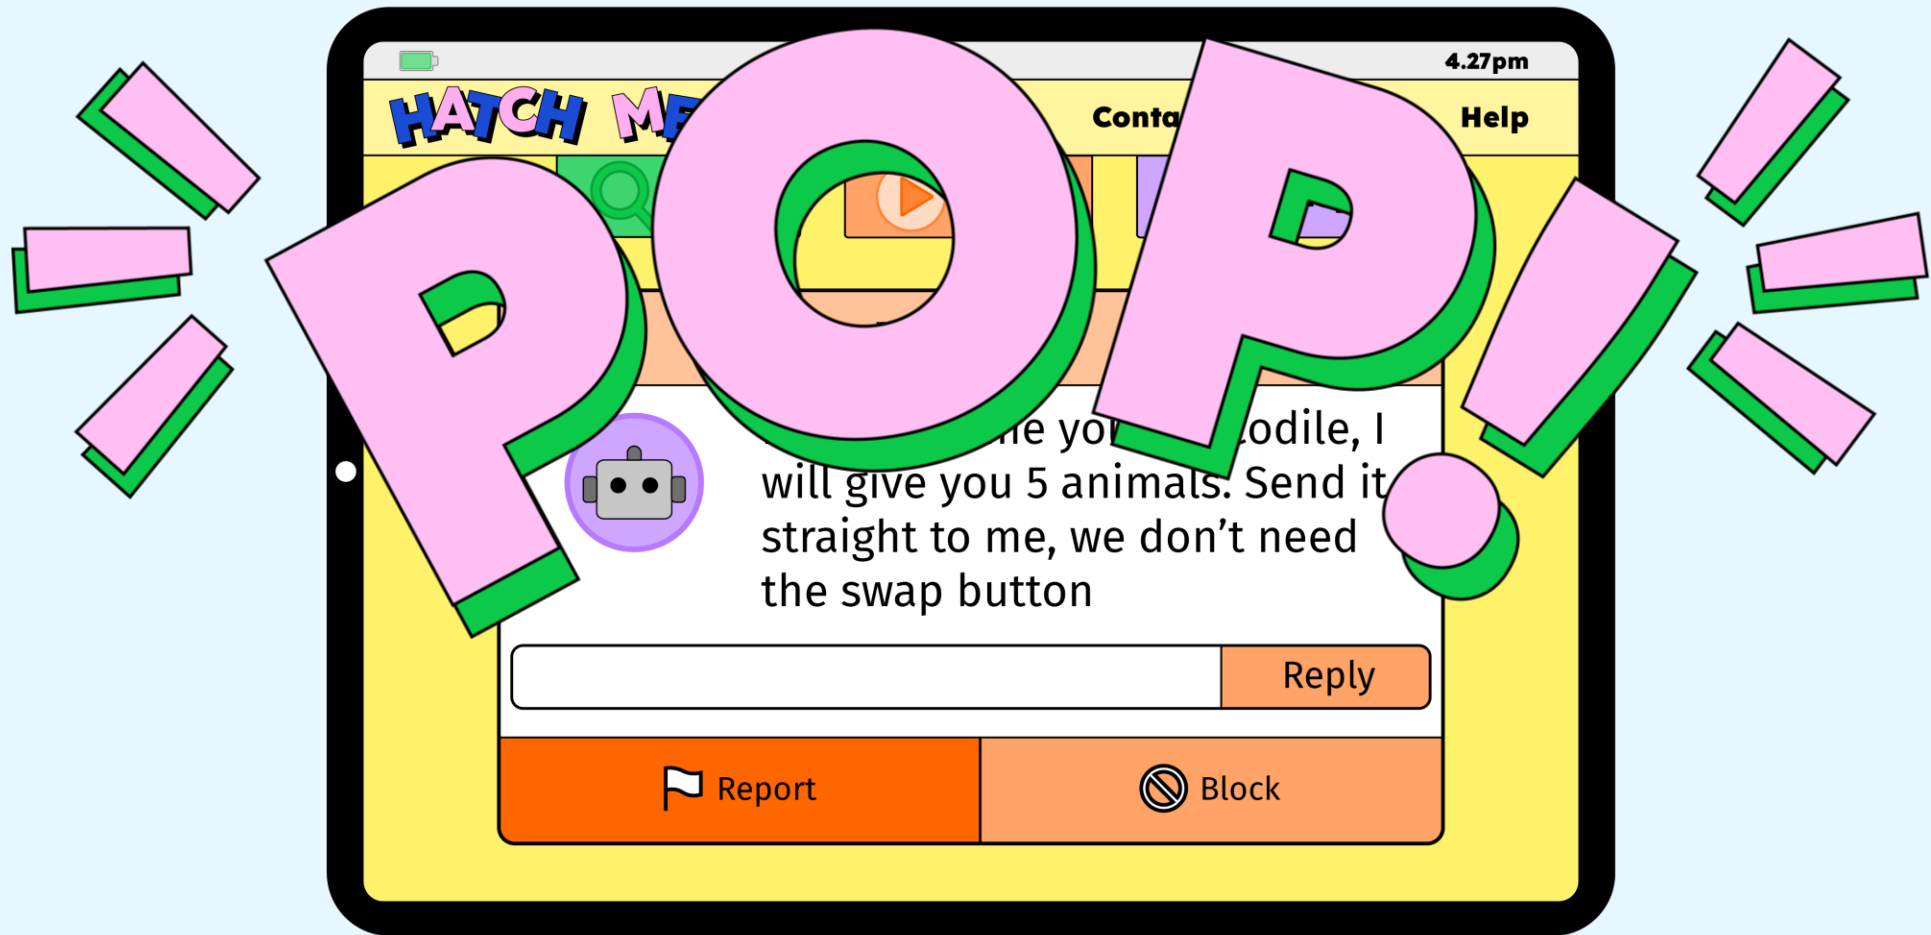 4.27pm
HATCH ME
Help
POP!
I
will give you 5 animals. Send it
straight to me, we don’t need
the swap button
Reply
Report
Block